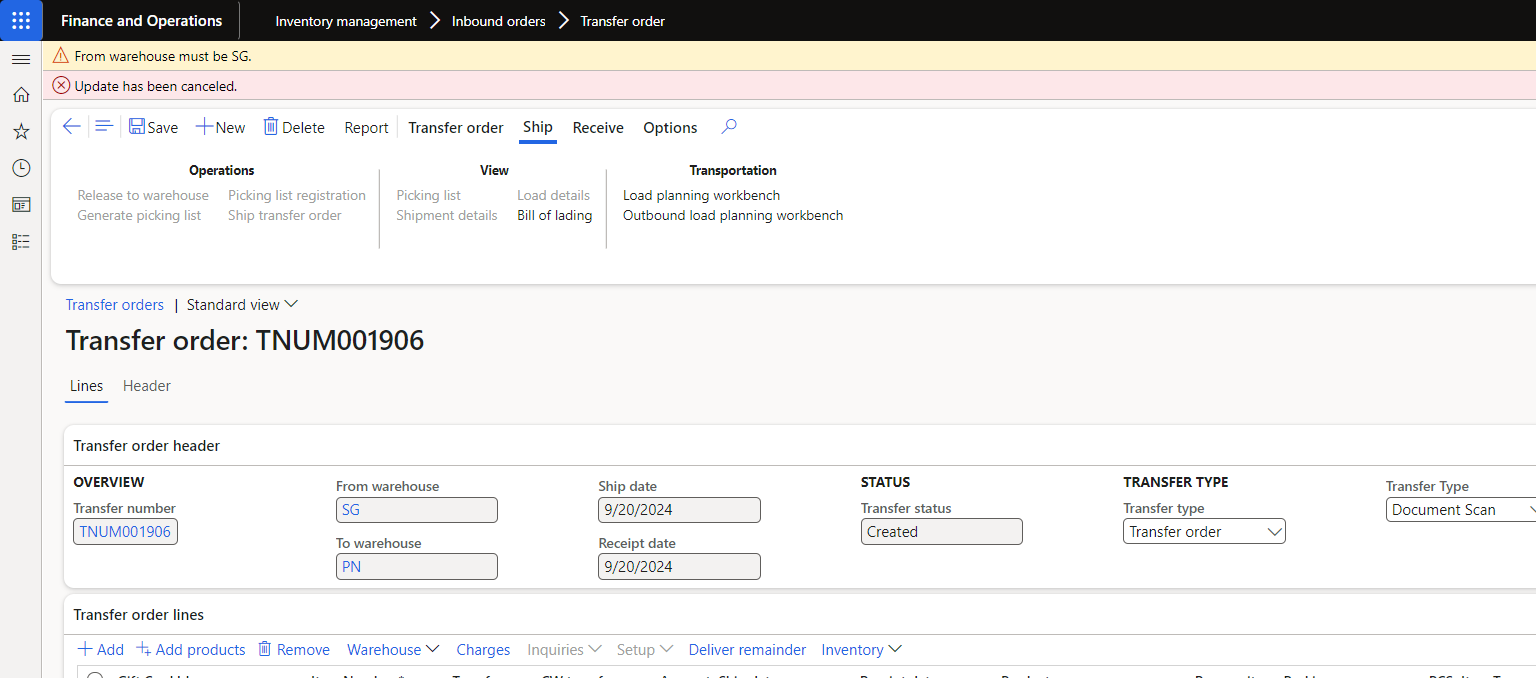 Finance and Operations
Inventory management Inbound orders Transfer order
From warehouse must be SG.
Update has been canceled.
Save New Delete Report Transfer order Ship Receive Options
Operations View Transportation
Release to warehouse Picking list registration Picking list Load details Load planning workbench
Generate picking list Ship transfer order Shipment details Bill of lading Outbound load planning workbench
Transfer orders | Standard view
Transfer order: TNUM001906
Lines Header
Transfer order header
OVERVIEW
Transfer number
TNUM001906
From warehouse
SG
To warehouse
PN
Ship date
9/20/2024
Receipt date
9/20/2024
STATUS
Transfer status
Created
TRANSFER TYPE
Transfer type
Transfer order
Transfer Type
Document Scan
Transfer order lines
Add Add products Remove Warehouse Charges Inquiries Setup Deliver remainder Inventory